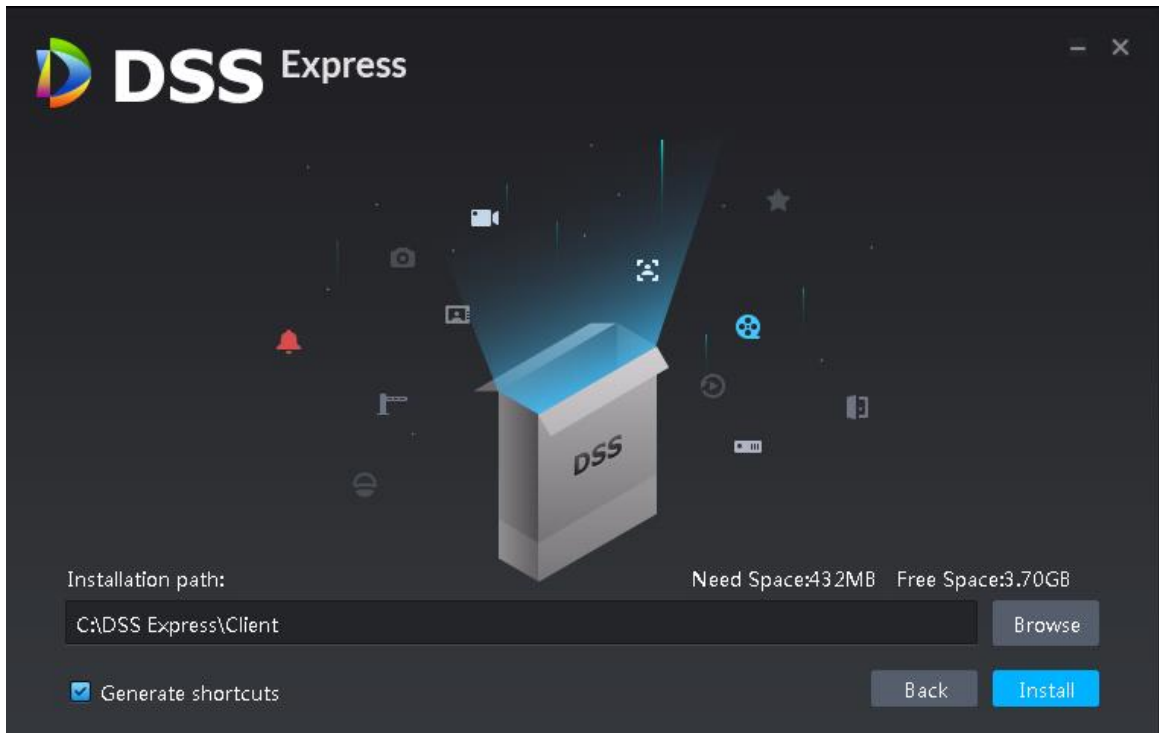 DSS Express
DSS
Installation path: Need Space:432MB Free Space:3.70GB
C:\DSS Express\Client Browse
Generate shortcuts Back Install